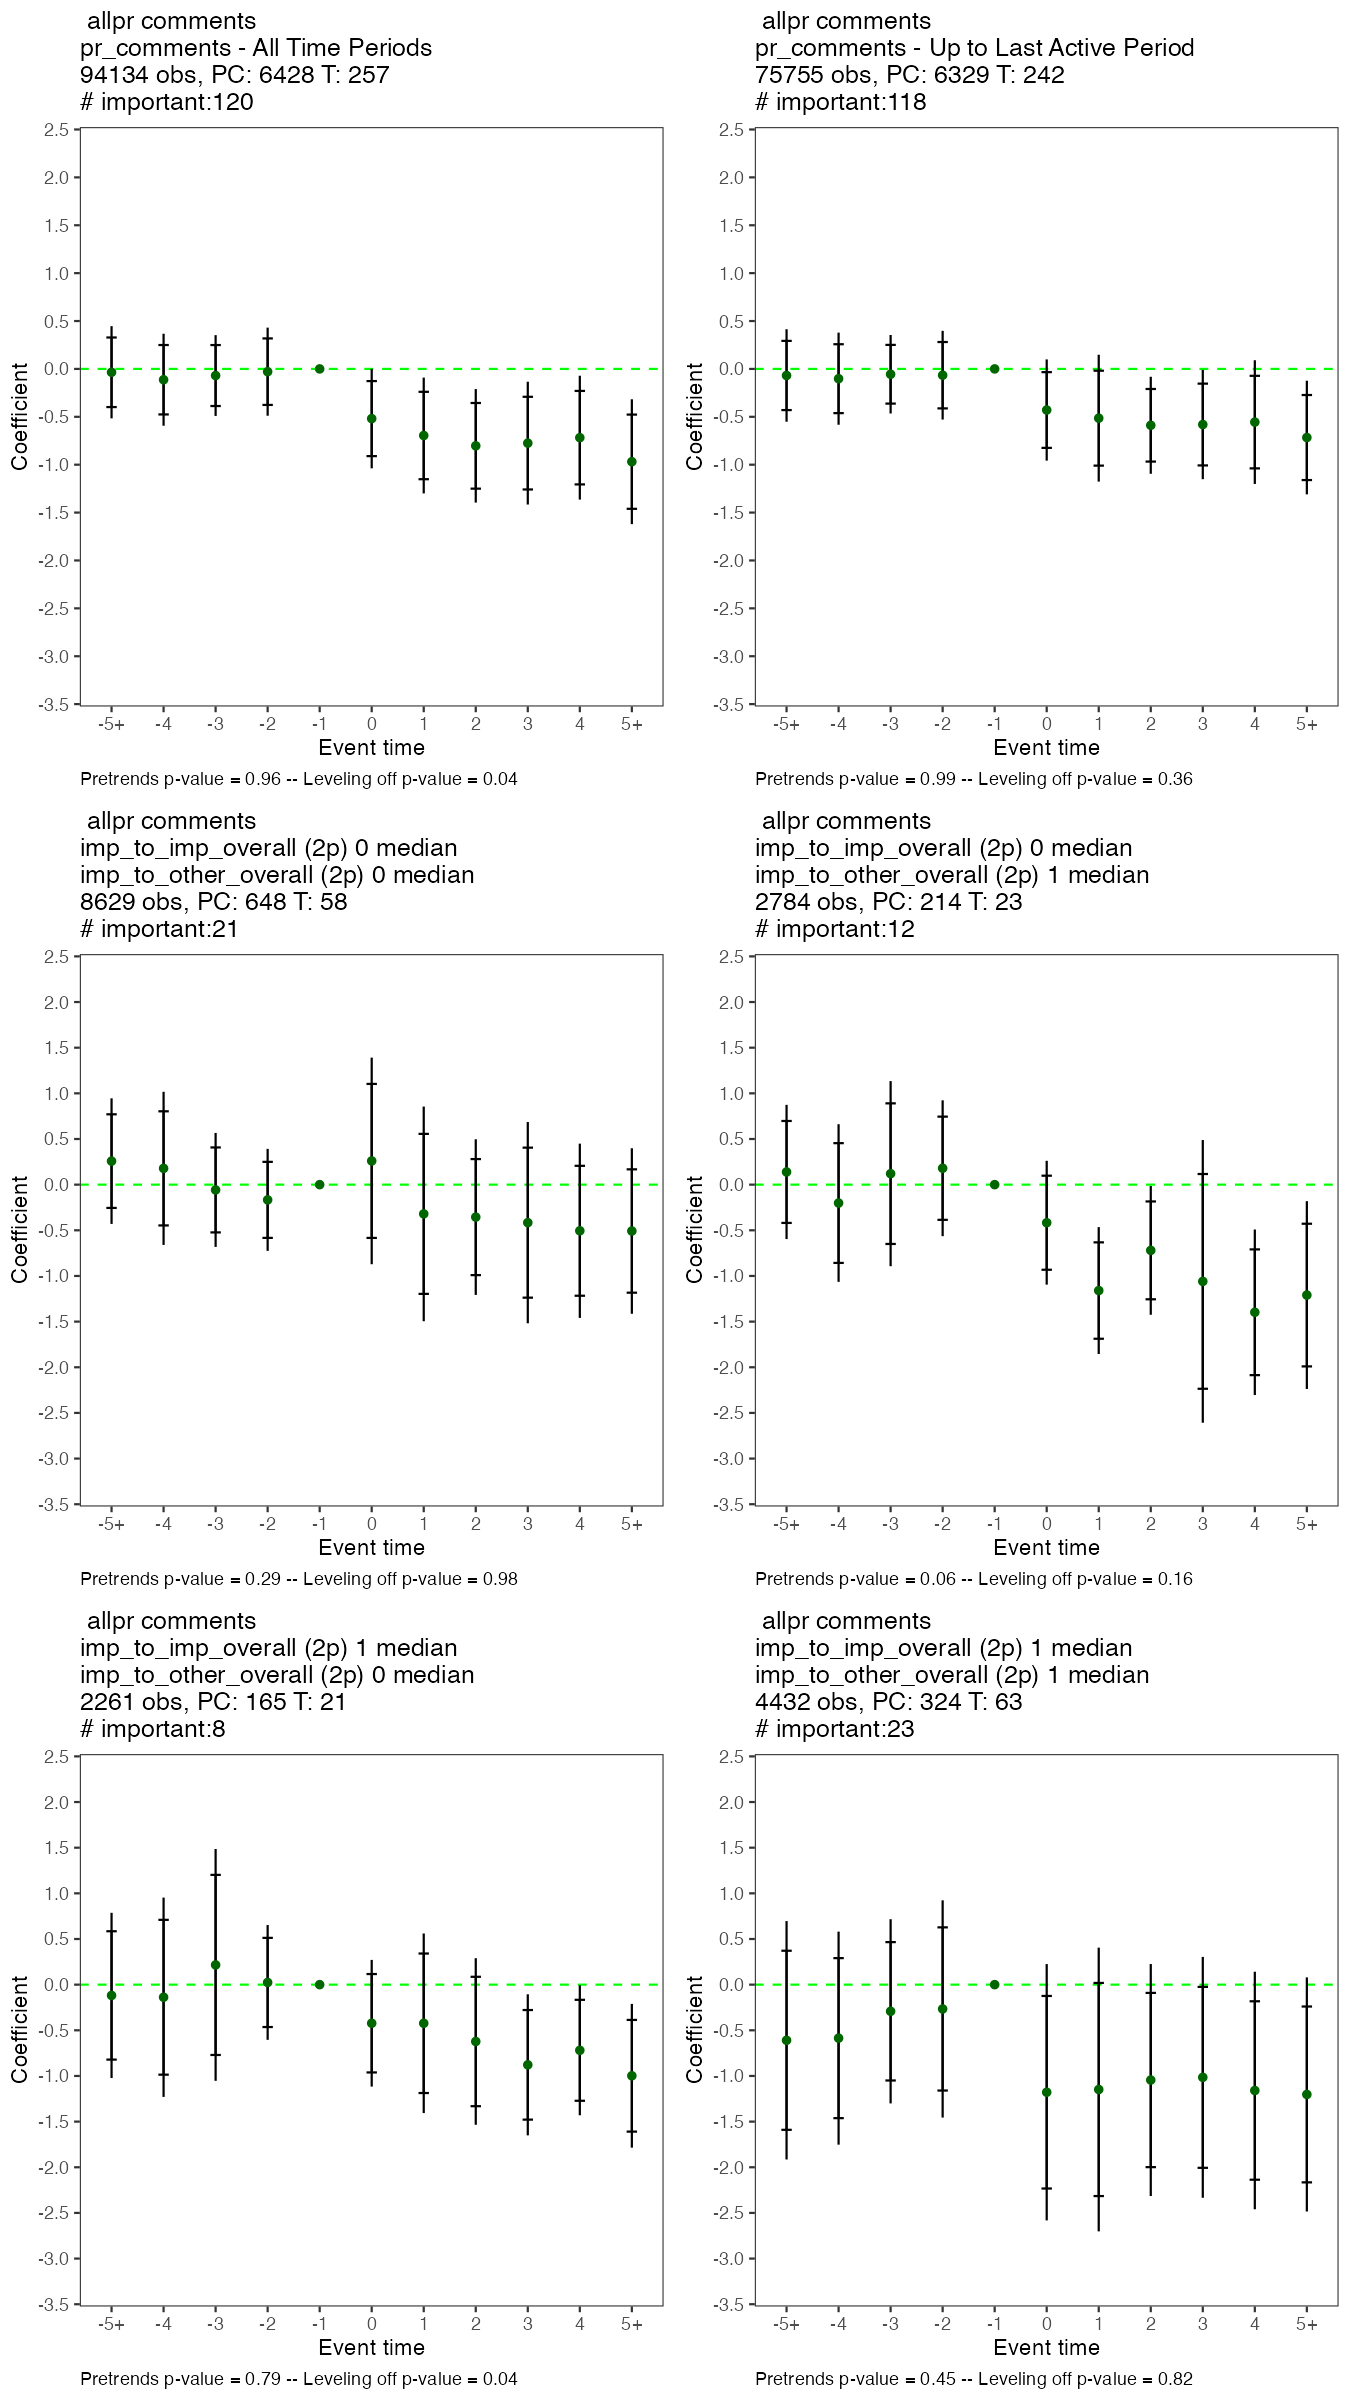 allpr comments
pr_comments - All Time Periods
94134 obs, PC: 6428 T: 257
# important:120
2.5
2.0
1.5
1.0
0.5
0.0
-0.5
-1.0
-1.5
-2.0
-2.5
-3.0
-3.5
Coefficient
-5+ -4 -3 -2 -1 0 1 2 3 4 5+
Event time
Pretrends p-value = 0.96 -- Leveling off p-value = 0.04
allpr comments
pr_comments - Up to Last Active Period
75755 obs, PC: 6329 T: 242
# important:118
2.5
2.0
1.5
1.0
0.5
0.0
-0.5
-1.0
-1.5
-2.0
-2.5
-3.0
-3.5
Coefficient
-5+ -4 -3 -2 -1 0 1 2 3 4 5+
Event time
Pretrends p-value = 0.99 -- Leveling off p-value = 0.36
allpr comments
imp_to_imp_overall (2p) 0 median
imp_to_other_overall (2p) 0 median
8629 obs, PC: 648 T: 58
# important:21
2.5
2.0
1.5
1.0
0.5
0.0
-0.5
-1.0
-1.5
-2.0
-2.5
-3.0
-3.5
Coefficient
-5+ -4 -3 -2 -1 0 1 2 3 4 5+
Event time
Pretrends p-value = 0.29 -- Leveling off p-value = 0.98
allpr comments
imp_to_imp_overall (2p) 0 median
imp_to_other_overall (2p) 1 median
2784 obs, PC: 214 T: 23
# important:12
2.5
2.0
1.5
1.0
0.5
0.0
-0.5
-1.0
-1.5
-2.0
-2.5
-3.0
-3.5
Coefficient
-5+ -4 -3 -2 -1 0 1 2 3 4 5+
Event time
Pretrends p-value = 0.06 -- Leveling off p-value = 0.16
allpr comments
imp_to_imp_overall (2p) 1 median
imp_to_other_overall (2p) 0 median
2261 obs, PC: 165 T: 21
# important:8
2.5
2.0
1.5
1.0
0.5
0.0
-0.5
-1.0
-1.5
-2.0
-2.5
-3.0
-3.5
Coefficient
-5+ -4 -3 -2 -1 0 1 2 3 4 5+
Event time
Pretrends p-value = 0.79 -- Leveling off p-value = 0.04
allpr comments
imp_to_imp_overall (2p) 1 median
imp_to_other_overall (2p) 1 median
4432 obs, PC: 324 T: 63
# important:23
2.5
2.0
1.5
1.0
0.5
0.0
-0.5
-1.0
-1.5
-2.0
-2.5
-3.0
-3.5
Coefficient
-5+ -4 -3 -2 -1 0 1 2 3 4 5+
Event time
Pretrends p-value = 0.45 -- Leveling off p-value = 0.82